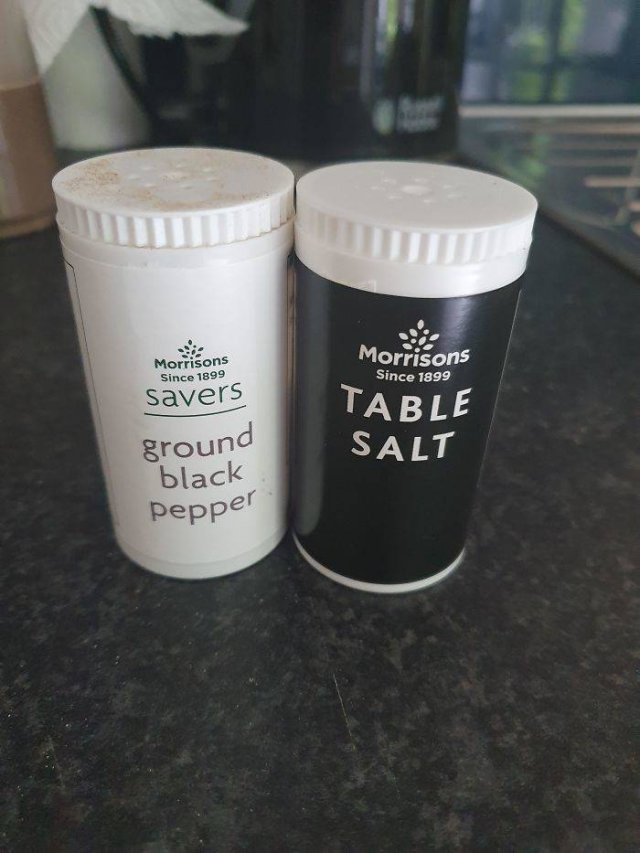 Morrisons
Since 1899
savers
ground
black
pepper
Morrisons
Since 1899
TABLE
SALT